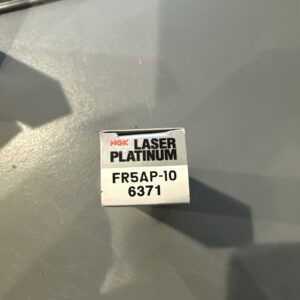 NGK LASER
PLATINUM
FR5AP-10
6371